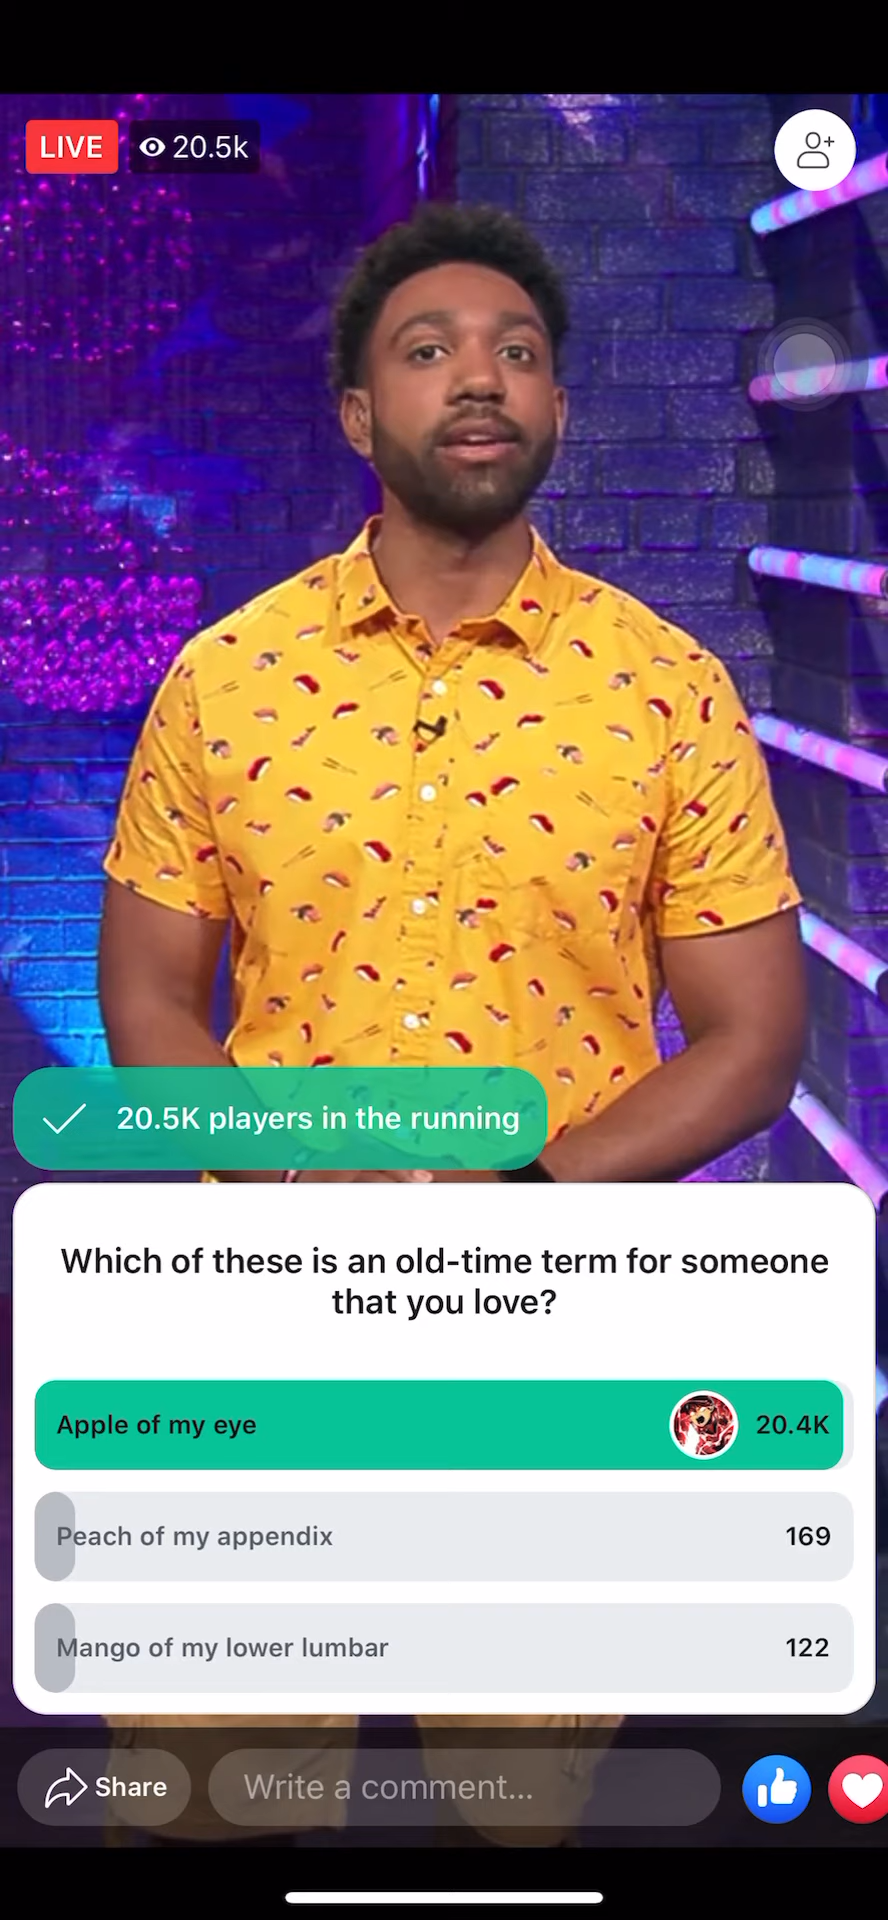 LIVE 20.5k
20.5K players in the running
Which of these is an old-time term for someone
that you love?
Apple of my eye 20.4K
Peach of my appendix 169
Mango of my lower lumbar 122
Share Write a comment...